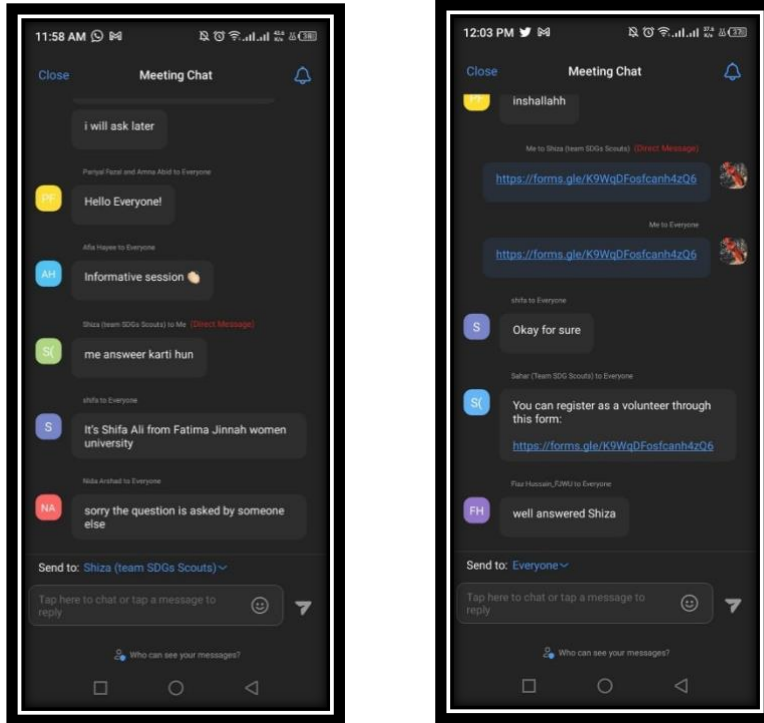 11:58 AM
Close
Meeting Chat
i will ask later
Pariyal Fazal and Amna Abid to Everyone
PF
Hello Everyone!
Afia Hayee to Everyone
AH
Informative session 👏🏻
Shiza (team SDGs Scouts) to Me (Direct Message)
S(
me answeer karti hun
shifa to Everyone
S
It's Shifa Ali from Fatima Jinnah women
university
Nida Arshad to Everyone
NA
sorry the question is asked by someone
else
Send to: Shiza (team SDGs Scouts)
Tap here to chat or tap a message to
reply
Who can see your messages?
12:03 PM
Close
Meeting Chat
PF
inshallahh
Me to Shiza (team SDGs Scouts) (Direct Message)
https://forms.gle/K9WqDFosfcanh4zQ6
Me to Everyone
https://forms.gle/K9WqDFosfcanh4zQ6
shifa to Everyone
S
Okay for sure
Sahar (Team SDG Scouts) to Everyone
S(
You can register as a volunteer through
this form:
https://forms.gle/K9WqDFosfcanh4zQ6
Fiaz Hussain_FJWU to Everyone
FH
well answered Shiza
Send to: Everyone
Tap here to chat or tap a message to
reply
Who can see your messages?